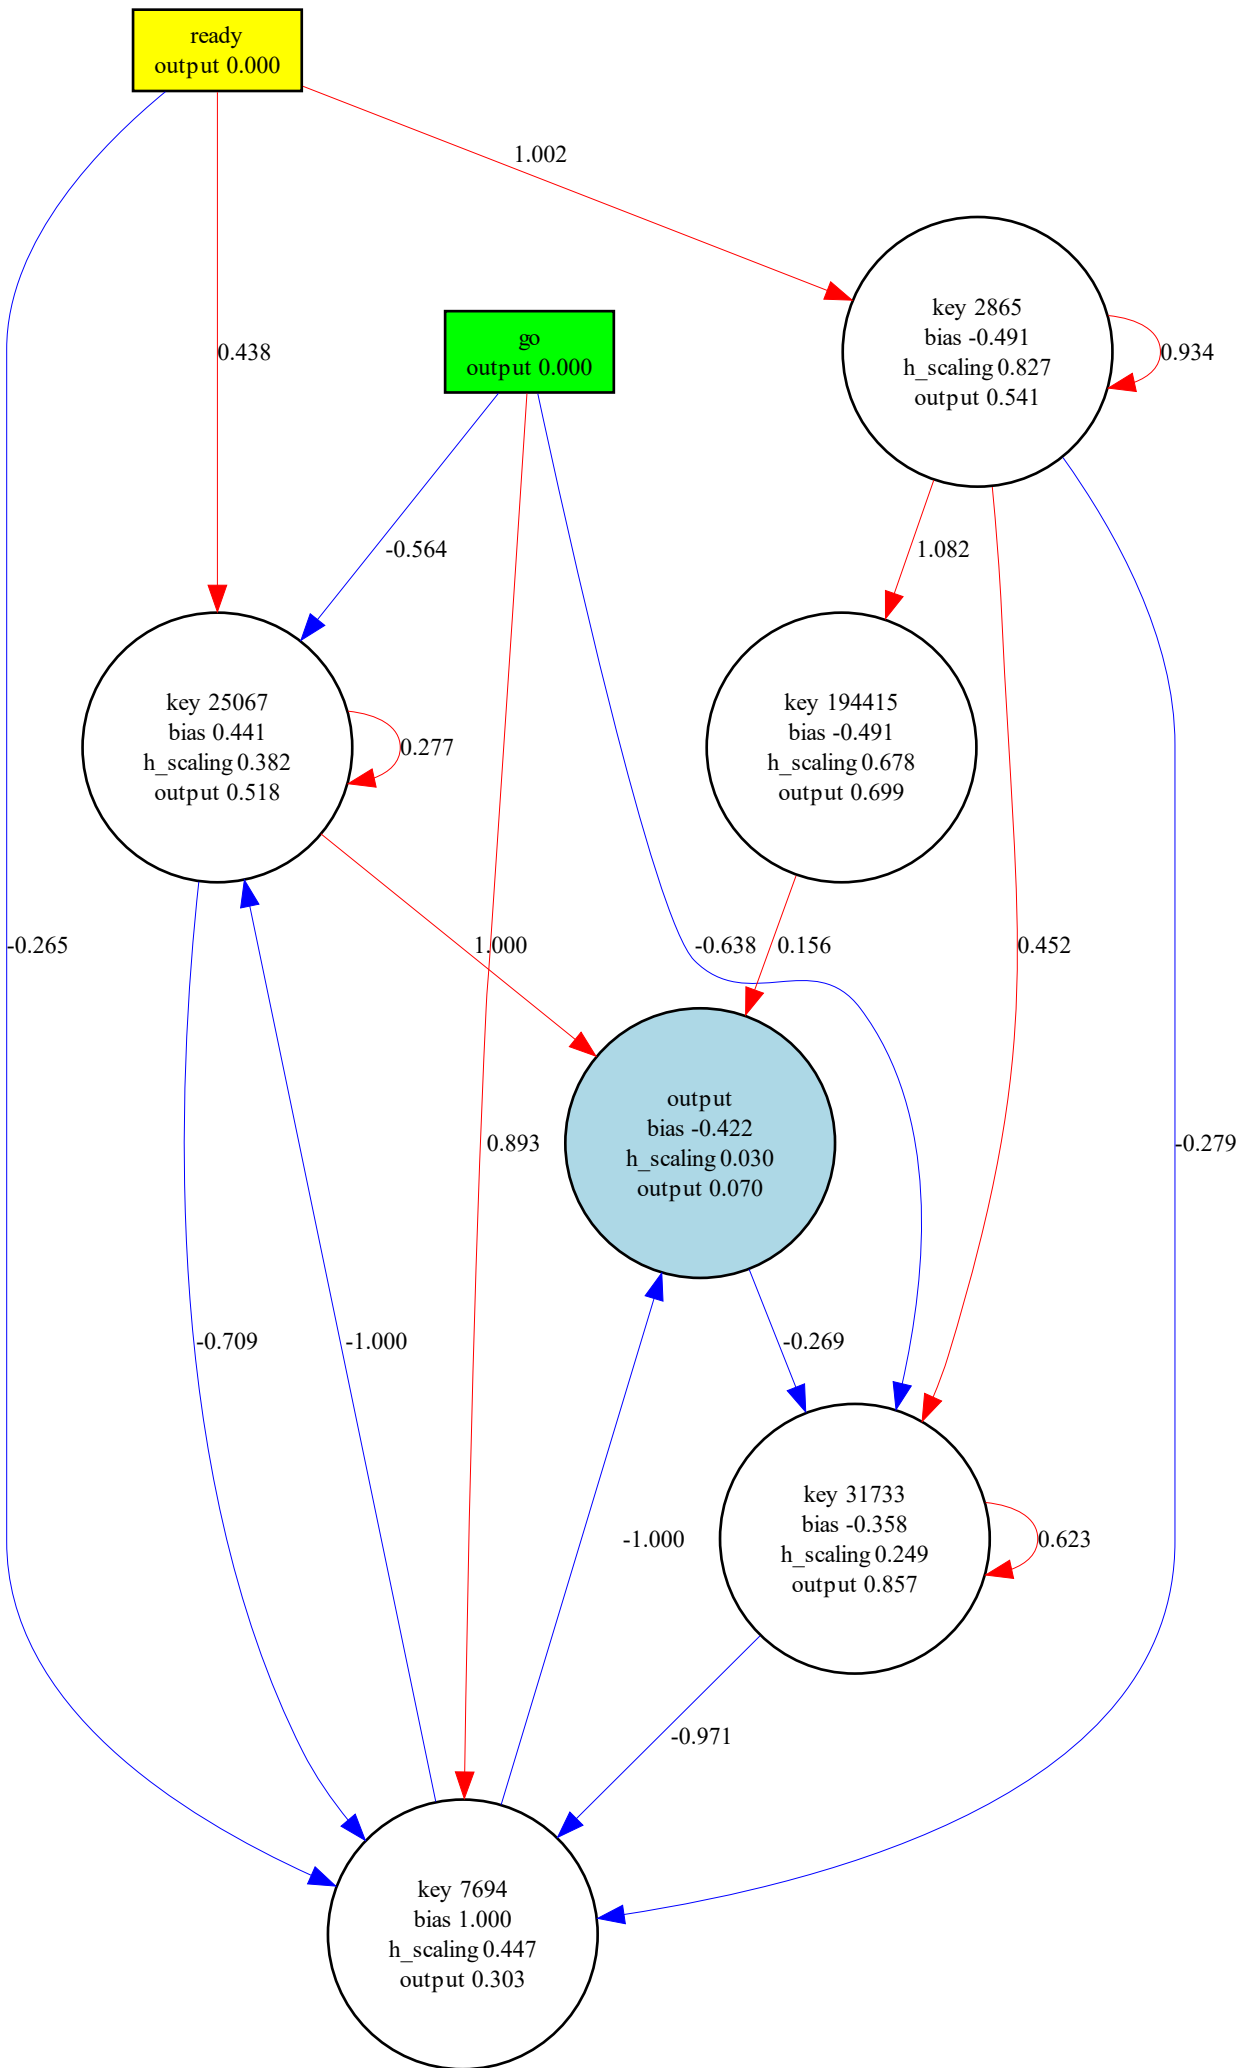 ready
output 0.000
1.002
key 2865
bias -0.491
h_scaling 0.827
output 0.541
0.934
go
output 0.000
0.438
-0.564
1.082
key 25067
bias 0.441
h_scaling 0.382
output 0.518
0.277
key 194415
bias -0.491
h_scaling 0.678
output 0.699
-0.265
1.000
-0.638
0.156
0.452
output
bias -0.422
h_scaling 0.030
output 0.070
0.893
-0.279
-0.709
-1.000
-0.269
key 31733
bias -0.358
h_scaling 0.249
output 0.857
-1.000
0.623
-0.971
key 7694
bias 1.000
h_scaling 0.447
output 0.303